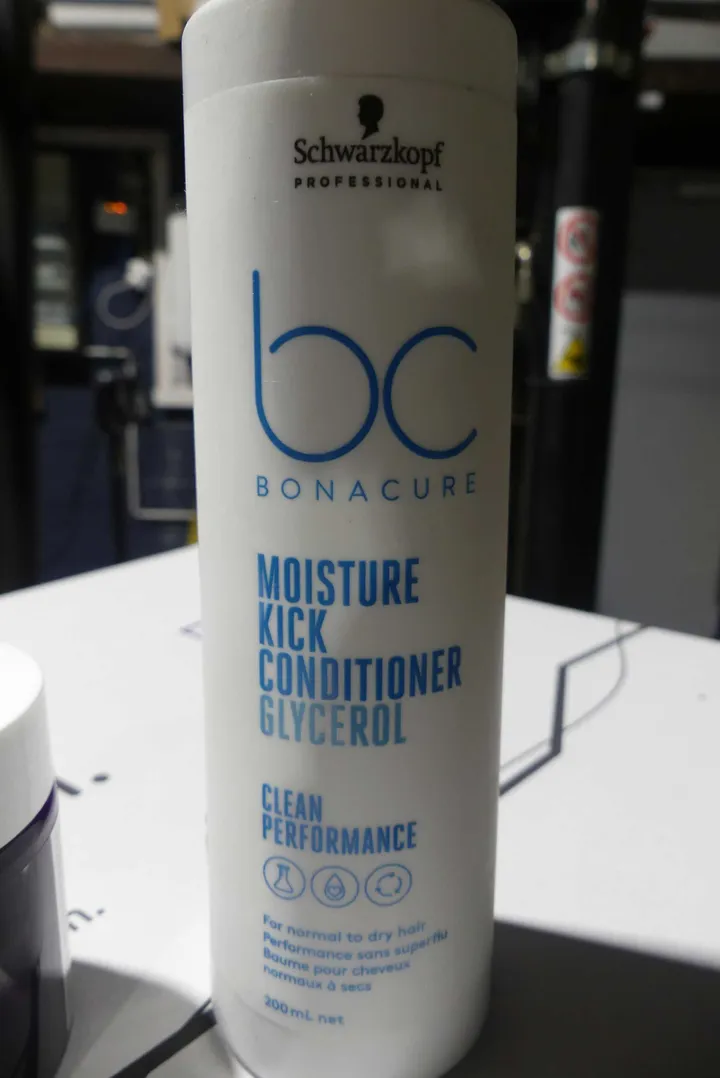 Schwarzkopf
PROFESSIONAL
bc
BONACURE
MOISTURE
KICK
CONDITIONER
GLYCEROL
CLEAN
PERFORMANCE
For normal to dry hair
Performance sans superflu
Baume pour cheveux
normaux à secs
200 mL net